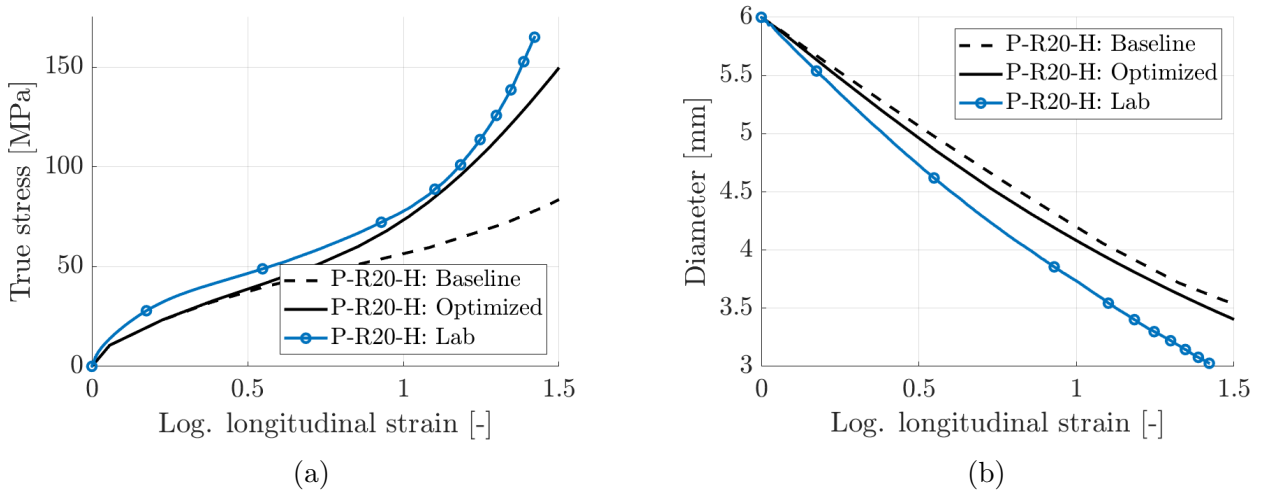 True stress [MPa]
150
100
50
0
P-R20-H: Baseline
P-R20-H: Optimized
P-R20-H: Lab
0
0.5
1
1.5
Log. longitudinal strain [-]
(a)
Diameter [mm]
6
5.5
5
4.5
4
3.5
3
P-R20-H: Baseline
P-R20-H: Optimized
P-R20-H: Lab
0
0.5
1
1.5
Log. longitudinal strain [-]
(b)